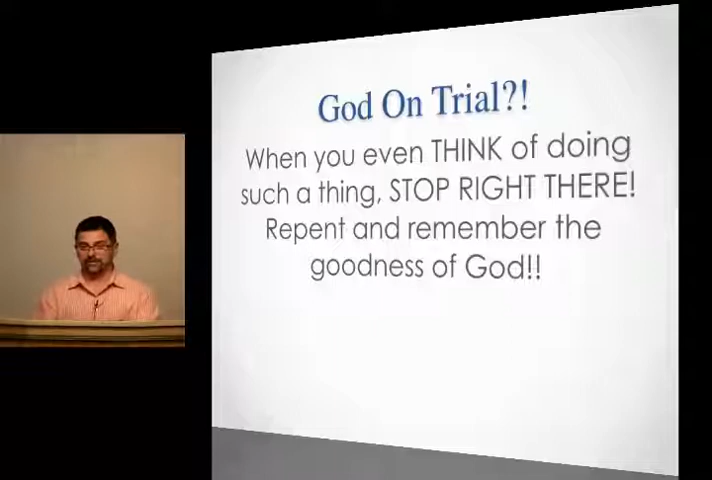 God On Trial?!
When you even THINK of doing
such a thing, STOP RIGHT THERE!
Repent and remember the
goodness of God!!